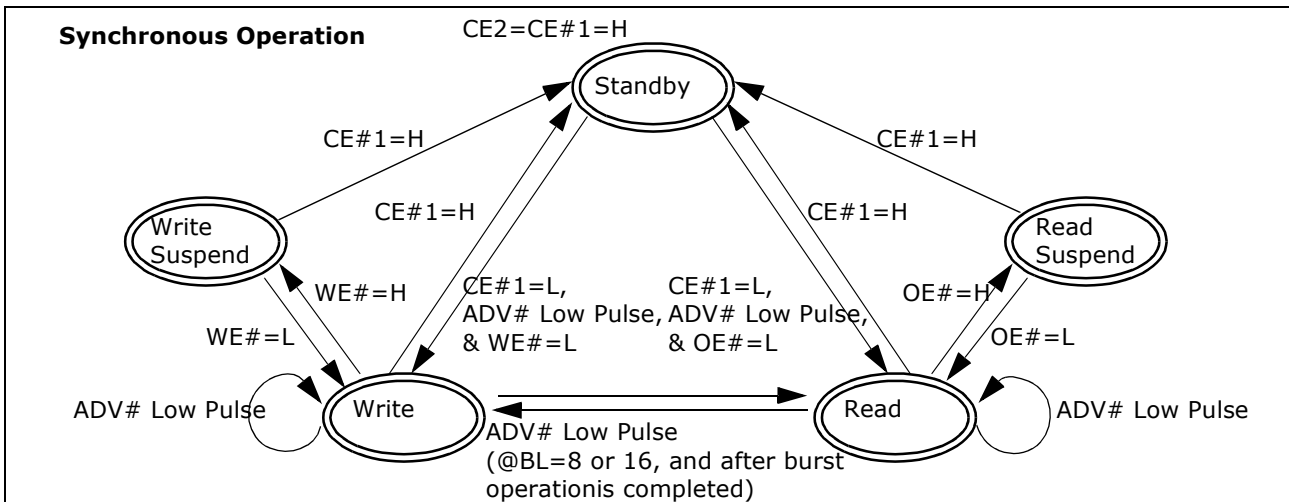 Synchronous Operation
CE2=CE#1=H
Standby
CE#1=H
CE#1=H
CE#1=H
CE#1=H
Write
Suspend
Read
Suspend
WE#=H
WE#=L
CE#1=L,
ADV# Low Pulse,
& WE#=L
CE#1=L,
ADV# Low Pulse,
& OE#=L
OE#=H
OE#=L
ADV# Low Pulse
Write
Read
ADV# Low Pulse
ADV# Low Pulse
(@BL=8 or 16, and after burst
operationis completed)